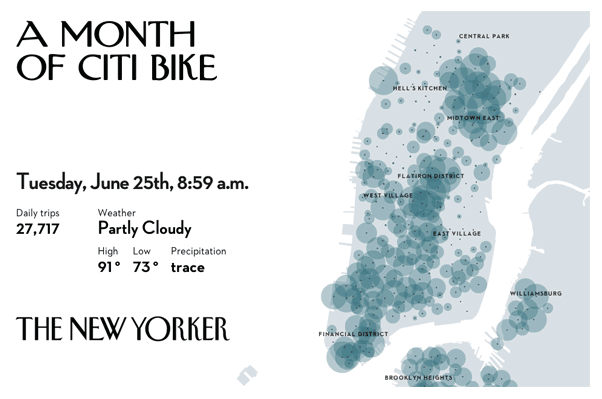 A MONTH
OF CITI BIKE
Tuesday, June 25th, 8:59 a.m.
Daily trips
27,717
Weather
Partly Cloudy
High
91°
Low
73°
Precipitation
trace
THE NEW YORKER
CENTRAL PARK
HELL'S KITCHEN
MIDTOWN EAST
FLATIRON DISTRICT
WEST VILLAGE
EAST VILLAGE
WILLIAMSBURG
FINANCIAL DISTRICT
BROOKLYN HEIGHTS